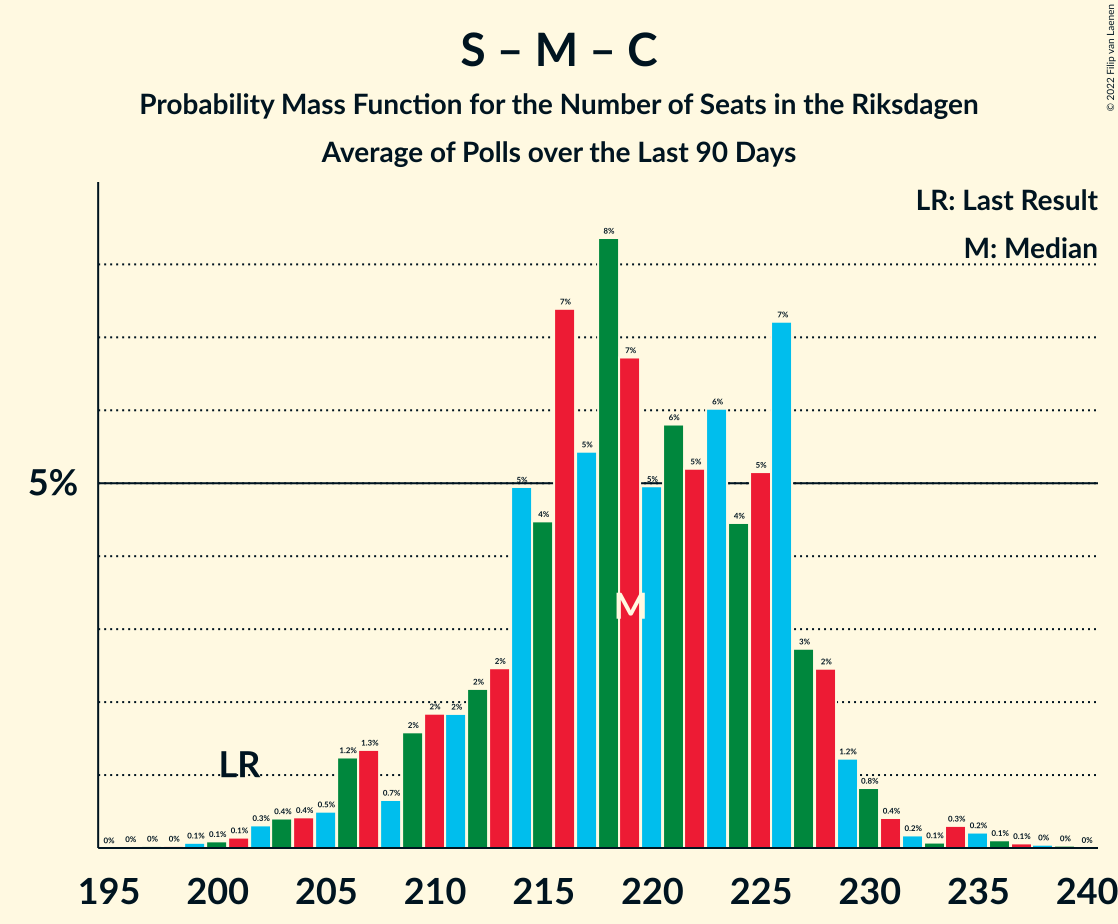 S – M – C
Probability Mass Function for the Number of Seats in the Riksdagen
Average of Polls over the Last 90 Days
© 2022 Filip van Laenen
LR: Last Result
M: Median
5%
LR
M
0% 0% 0% 0% 0.1% 0.1% 0.1% 0.3% 0.4% 0.4% 0.5% 1.2% 1.3% 0.7% 2% 2% 2% 2% 2% 5% 4% 7% 5% 8% 7% 5% 6% 5% 6% 4% 5% 7% 3% 2% 1.2% 0.8% 0.4% 0.2% 0.1% 0.3% 0.2% 0.1% 0.1% 0% 0% 0%
195 200 205 210 215 220 225 230 235 240